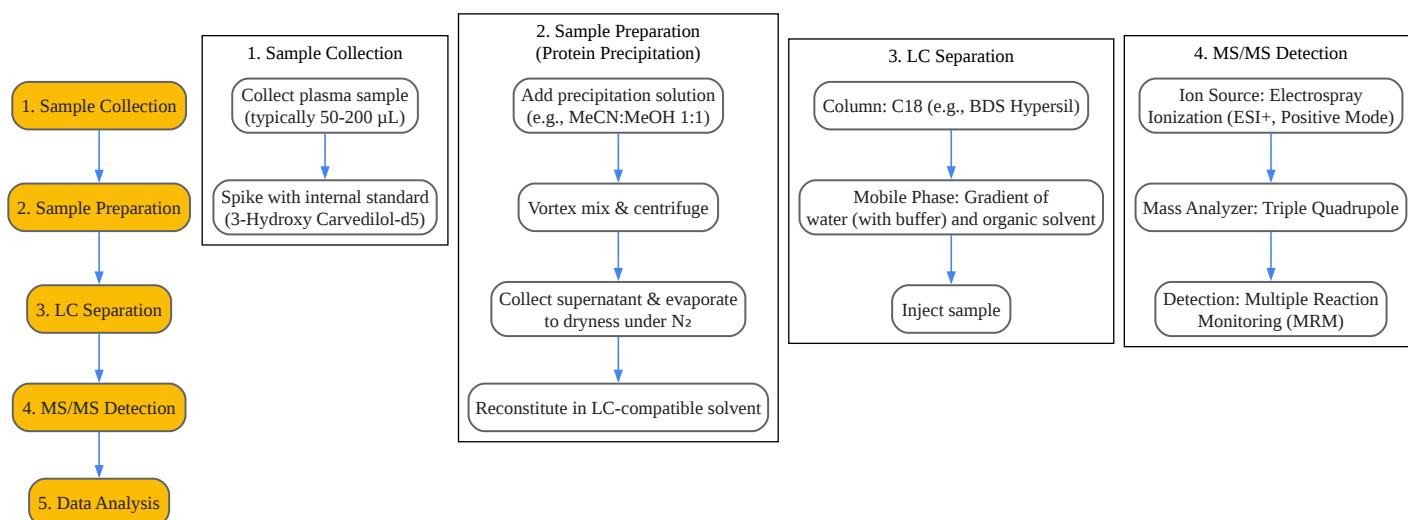 1. Sample Collection
2. Sample Preparation
3. LC Separation
4. MS/MS Detection
5. Data Analysis
1. Sample Collection
Collect plasma sample
(typically 50-200 µL)
Spike with internal standard
(3-Hydroxy Carvedilol-d5)
2. Sample Preparation
(Protein Precipitation)
Add precipitation solution
(e.g., MeCN:MeOH 1:1)
Vortex mix & centrifuge
Collect supernatant & evaporate
to dryness under N₂
Reconstitute in LC-compatible solvent
3. LC Separation
Column: C18 (e.g., BDS Hypersil)
Mobile Phase: Gradient of
water (with buffer) and organic solvent
Inject sample
4. MS/MS Detection
Ion Source: Electrospray
Ionization (ESI+, Positive Mode)
Mass Analyzer: Triple Quadrupole
Detection: Multiple Reaction
Monitoring (MRM)